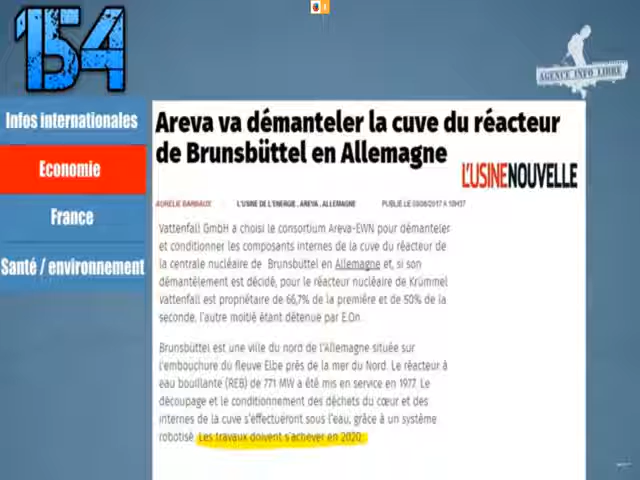 154
AGENCE INFO LIBRE
Infos internationales
Economie
France
Santé / environnement
Areva va démanteler la cuve du réacteur
de Brunsbüttel en Allemagne
L'USINENOUVELLE
AURÉLIE BARBAUX L'USINE DE L'ENERGIE, AREVA, ALLEMAGNE PUBLIÉ LE
Vattenfall GmbH a choisi le consortium Areva-EWN pour démanteler
et conditionner les composants internes de la cuve du réacteur de
la centrale nucléaire de Brunsbüttel en Allemagne et, si son
démantèlement est décidé, pour le réacteur nucléaire de Krümmel
vattenfall est propriétaire de 66,7% de la première et de 50% de la
seconde, l'autre moitié étant détenue par E.On.
Brunsbüttel est une ville du nord de l'Allemagne située sur
l'embouchure du fleuve Elbe près de la mer du Nord. Le réacteur à
eau bouillante (REB) de 771 MW a été mis en service en 1977. Le
découpage et le conditionnement des déchets du cœur et des
internes de la cuve s'effectueront sous l'eau, grâce à un système
robotisé. Les travaux doivent s'achever en 2020.